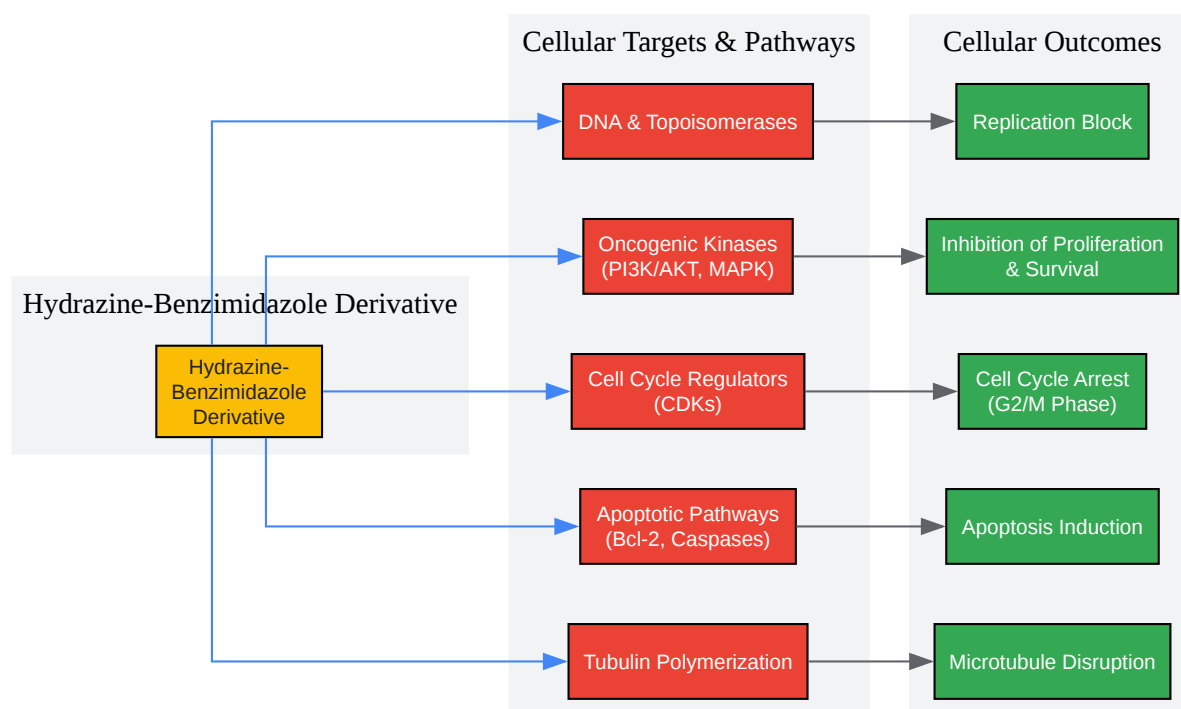 Cellular Targets & Pathways
Cellular Outcomes
DNA & Topoisomerases
Replication Block
Oncogenic Kinases
(PI3K/AKT, MAPK)
Inhibition of Proliferation
& Survival
Hydrazine-Benzimidazole Derivative
Hydrazine-
Benzimidazole
Derivative
Cell Cycle Regulators
(CDKs)
Cell Cycle Arrest
(G2/M Phase)
Apoptotic Pathways
(Bcl-2, Caspases)
Apoptosis Induction
Tubulin Polymerization
Microtubule Disruption